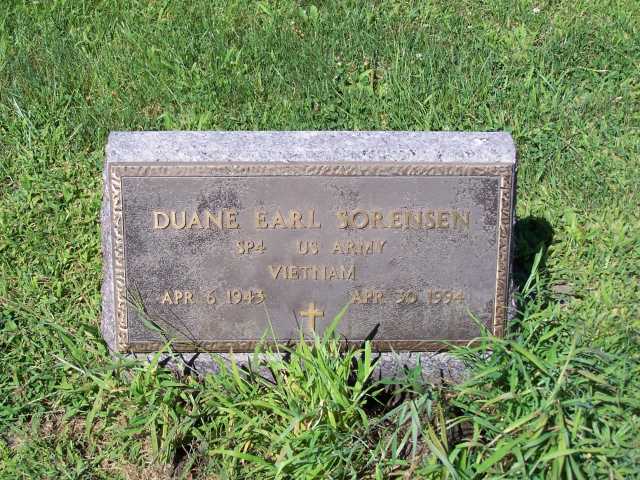 DUANE EARL SORENSEN
SP4 US ARMY
VIETNAM
APR 6 1943 APR 30 1994